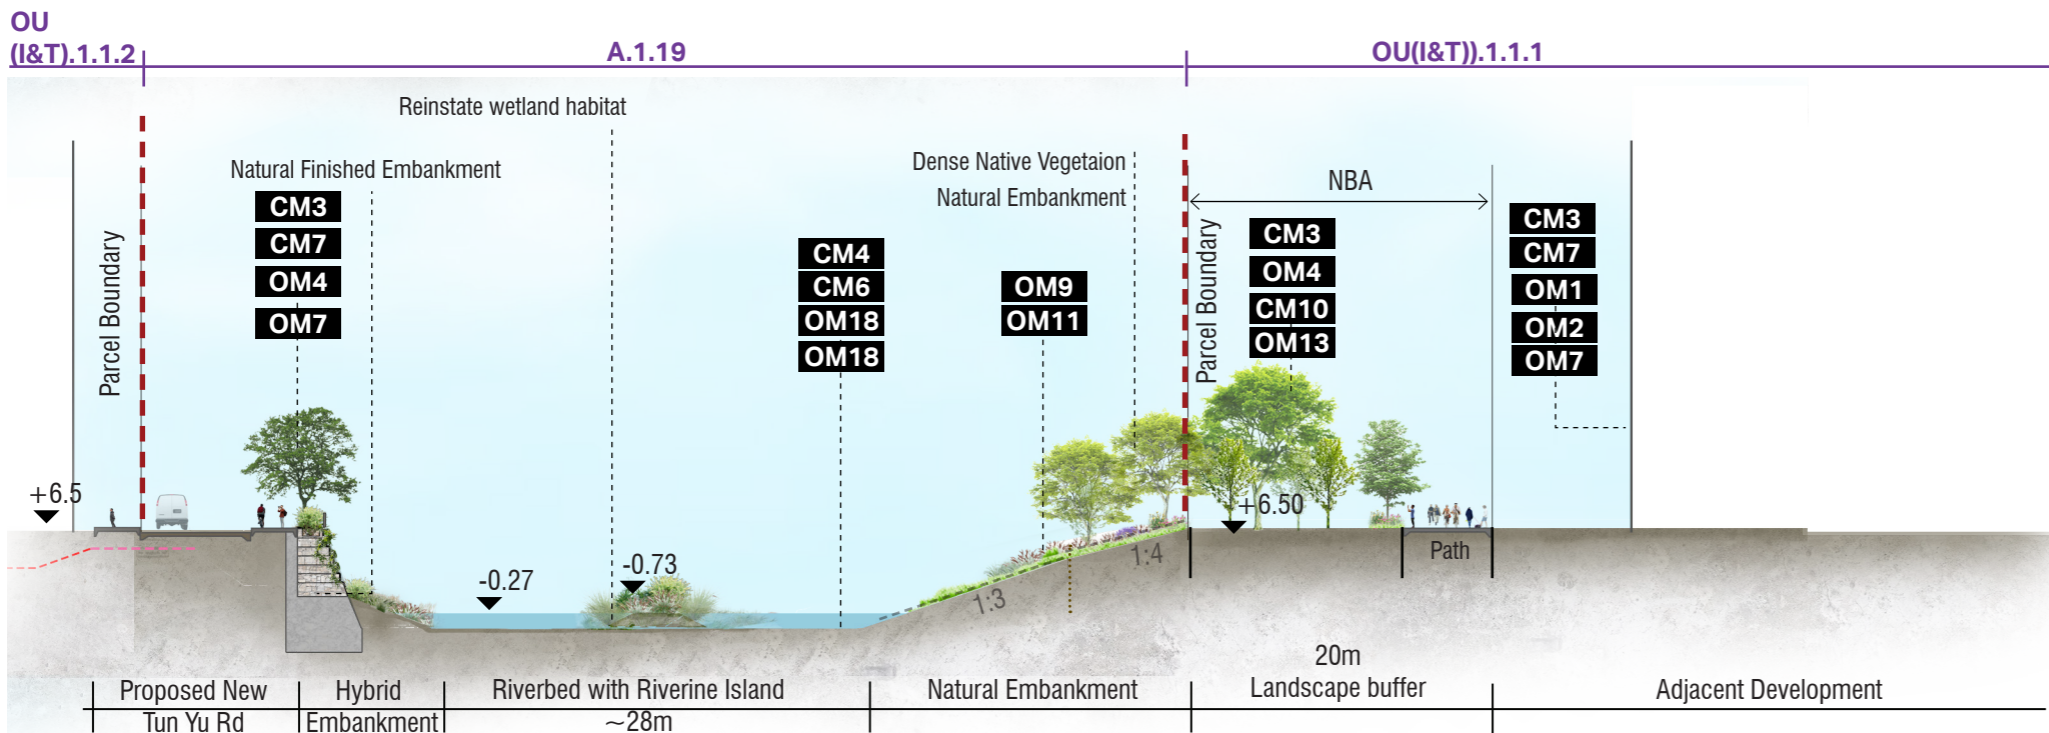 OU
(I&T).1.1.2
A.1.19
OU(I&T)).1.1.1
Reinstate wetland habitat
Natural Finished Embankment
Dense Native Vegetaion
Natural Embankment
NBA
Parcel Boundary
Parcel Boundary
CM3
CM7
OM4
OM7
CM4
CM6
OM18
OM18
OM9
OM11
CM3
OM4
CM10
OM13
CM3
CM7
OM1
OM2
OM7
+6.5
-0.27
-0.73
+6.50
1:3
1:4
Path
Proposed New
Tun Yu Rd
Hybrid
Embankment
Riverbed with Riverine Island
~28m
Natural Embankment
20m
Landscape buffer
Adjacent Development